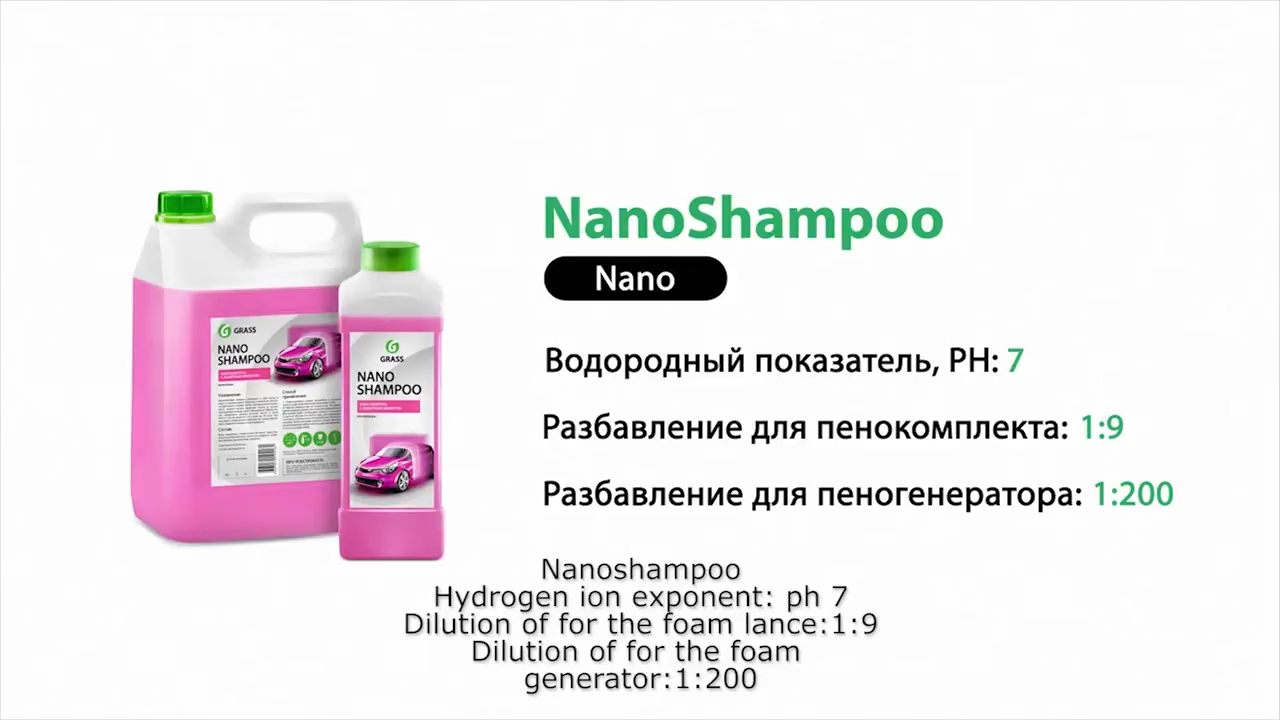 NanoShampoo
Nano
Водородный показатель, PH: 7
Разбавление для пенокомплекта: 1:9
Разбавление для пеногенератора: 1:200
GRASS
NANO
SHAMPOO
GRASS
NANO
SHAMPOO
Nanoshampoo
Hydrogen ion exponent: ph 7
Dilution of for the foam lance:1:9
Dilution of for the foam
generator:1:200